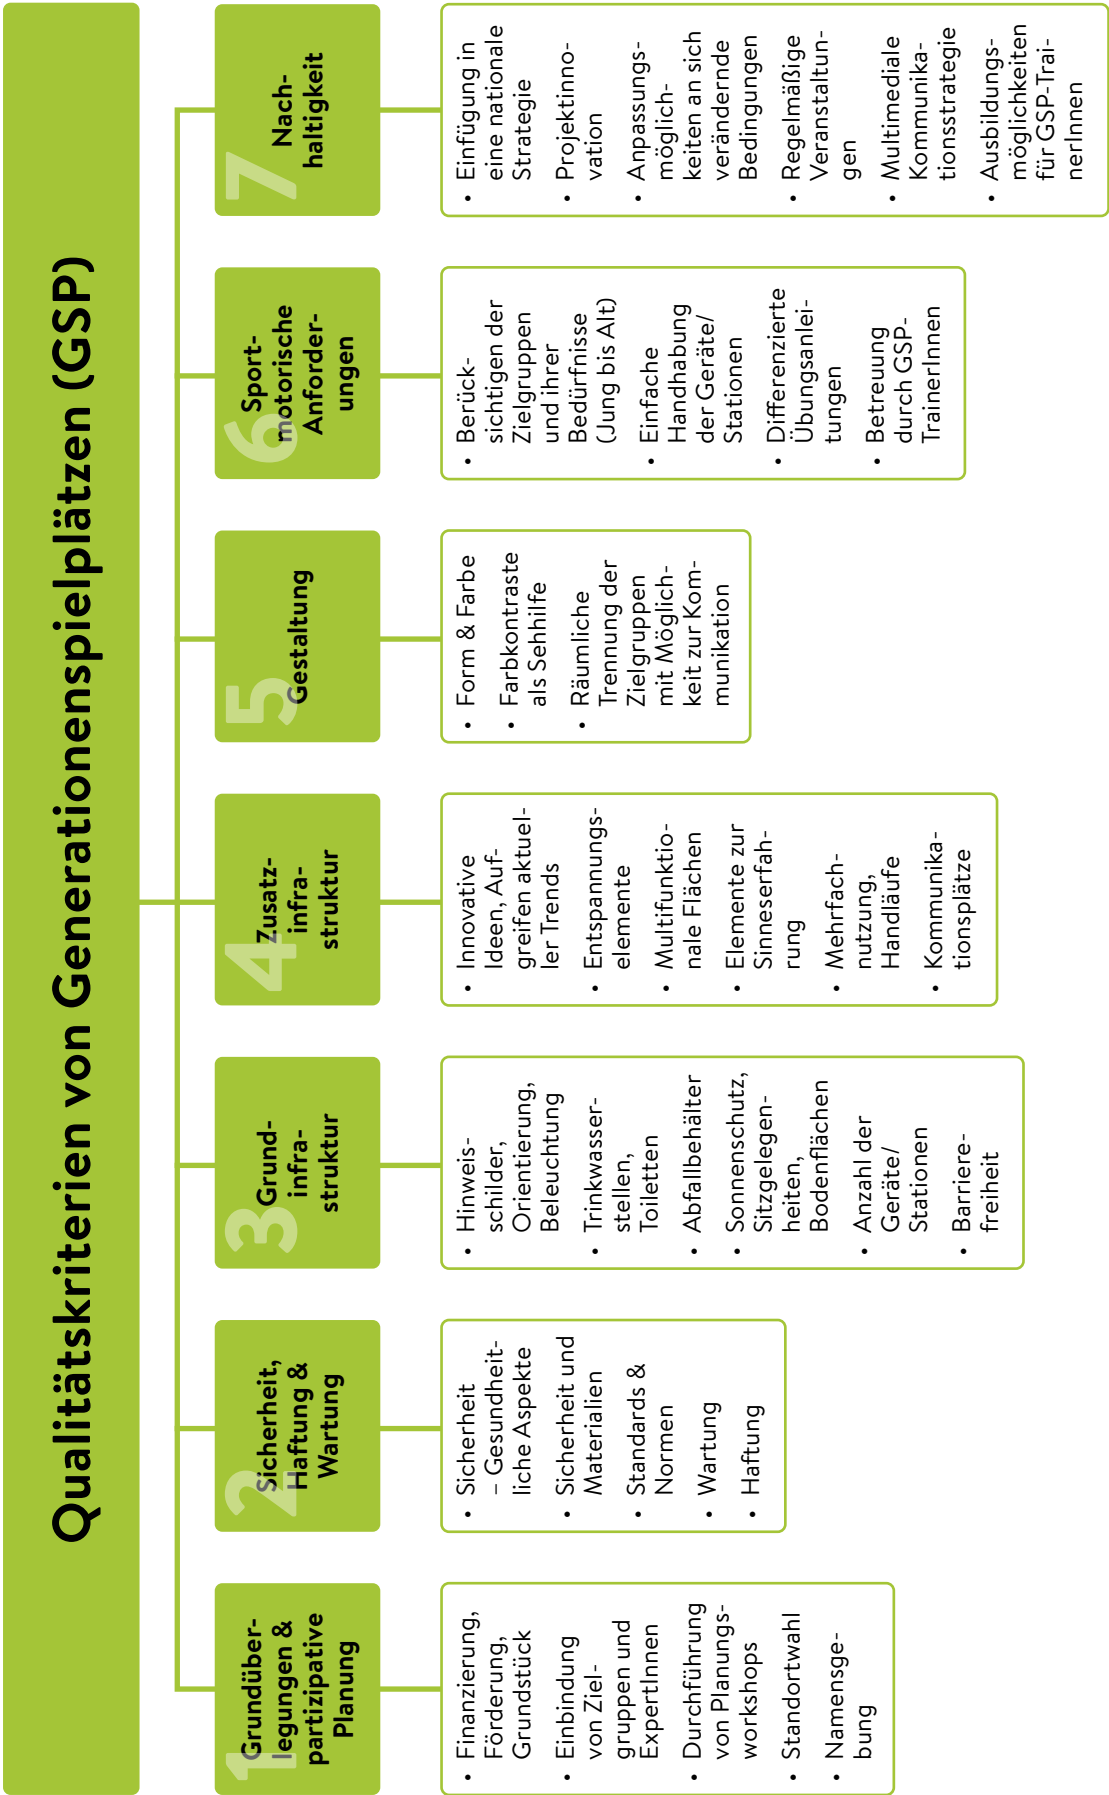 Qualitätskriterien von Generationenspielplätzen (GSP)
1
Grundüber-
legungen &
partizipative
Planung
• Finanzierung,
Förderung,
Grundstück
• Einbindung
von Ziel-
gruppen und
ExpertInnen
• Durchführung
von Planungs-
workshops
• Standortwahl
• Namensge-
bung
2
Sicherheit,
Haftung &
Wartung
• Sicherheit
– Gesundheit-
liche Aspekte
• Sicherheit und
Materialien
• Standards &
Normen
• Wartung
• Haftung
3
Grund-
infra-
struktur
• Hinweis-
schilder,
Orientierung,
Beleuchtung
• Trinkwasser-
stellen,
Toiletten
• Abfallbehälter
• Sonnenschutz,
Sitzgelegen-
heiten,
Bodenflächen
• Anzahl der
Geräte/
Stationen
• Barriere-
freiheit
4
Zusatz-
infra-
struktur
• Innovative
Ideen, Auf-
greifen aktuel-
ler Trends
• Entspannungs-
elemente
• Multifunktio-
nale Flächen
• Elemente zur
Sinneserfah-
rung
• Mehrfach-
nutzung,
Handläufe
• Kommunika-
tionsplätze
5
Gestaltung
• Form & Farbe
• Farbkontraste
als Sehhilfe
• Räumliche
Trennung der
Zielgruppen
mit Möglich-
keit zur Kom-
munikation
6
Sport-
motorische
Anforder-
ungen
• Berück-
sichtigen der
Zielgruppen
und ihrer
Bedürfnisse
(Jung bis Alt)
• Einfache
Handhabung
der Geräte/
Stationen
• Differenzierte
Übungsanlei-
tungen
• Betreuung
durch GSP-
TrainerInnen
7
Nach-
haltigkeit
• Einfügung in
eine nationale
Strategie
• Projektinno-
vation
• Anpassungs-
möglich-
keiten an sich
verändernde
Bedingungen
• Regelmäßige
Veranstaltun-
gen
• Multimediale
Kommunika-
tionsstrategie
• Ausbildungs-
möglichkeiten
für GSP-Trai-
nerInnen